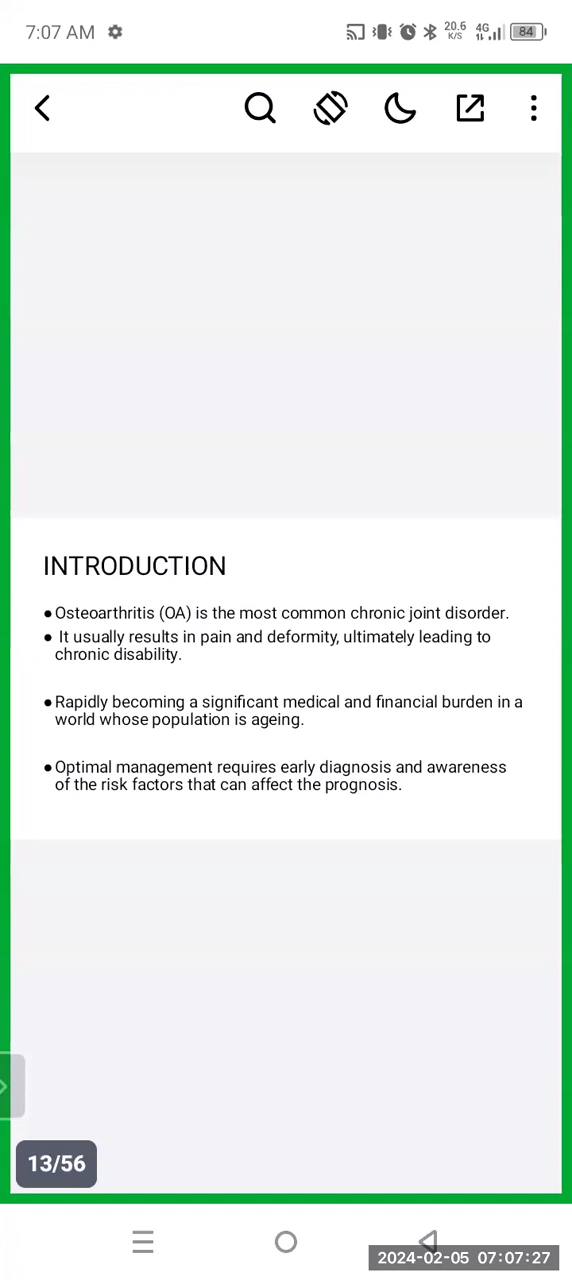 7:07 AM
20.6
K/S
4G
84
INTRODUCTION
● Osteoarthritis (OA) is the most common chronic joint disorder.
● It usually results in pain and deformity, ultimately leading to
chronic disability.
● Rapidly becoming a significant medical and financial burden in a
world whose population is ageing.
● Optimal management requires early diagnosis and awareness
of the risk factors that can affect the prognosis.
13/56
2024-02-05 07:07:27